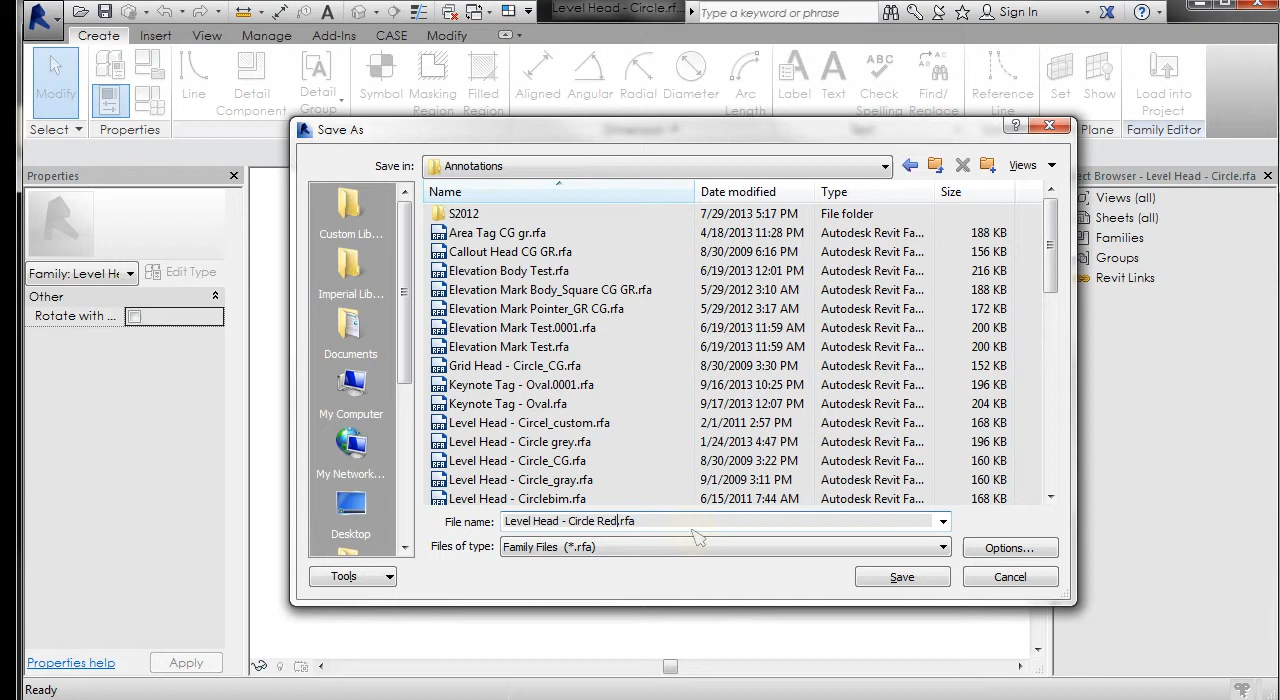 Level Head - Circle.rf...
Type a keyword or phrase
Sign In
Create Insert View Manage Add-Ins CASE Modify
Modify
Line
Detail Component
Detail Group
Symbol
Masking Region
Filled Region
Aligned
Angular
Radial
Diameter
Arc Length
Label
Text
Check Spelling
Find/ Replace
Reference Line
Set
Show
Load into Project
Select Properties
Plane Family Editor
Save As
Save in: Annotations Views
Properties
Family: Level He
Edit Type
Other
Rotate with ...
Properties help Apply
Ready
Custom Lib...
Imperial Lib...
Documents
My Computer
My Network...
Desktop
Tools
Name Date modified Type Size
S2012 7/29/2013 5:17 PM File folder
Area Tag CG gr.rfa 4/18/2013 11:28 PM Autodesk Revit Fa... 188 KB
Callout Head CG GR.rfa 8/30/2009 6:16 PM Autodesk Revit Fa... 156 KB
Elevation Body Test.rfa 6/19/2013 12:01 PM Autodesk Revit Fa... 216 KB
Elevation Mark Body_Square CG GR.rfa 5/29/2012 3:10 AM Autodesk Revit Fa... 188 KB
Elevation Mark Pointer_GR CG.rfa 5/29/2012 3:17 AM Autodesk Revit Fa... 172 KB
Elevation Mark Test.0001.rfa 6/19/2013 11:59 AM Autodesk Revit Fa... 200 KB
Elevation Mark Test.rfa 6/19/2013 11:59 AM Autodesk Revit Fa... 200 KB
Grid Head - Circle_CG.rfa 8/30/2009 3:30 PM Autodesk Revit Fa... 152 KB
Keynote Tag - Oval.0001.rfa 9/16/2013 10:25 PM Autodesk Revit Fa... 196 KB
Keynote Tag - Oval.rfa 9/17/2013 12:07 PM Autodesk Revit Fa... 204 KB
Level Head - Circel_custom.rfa 2/1/2011 2:57 PM Autodesk Revit Fa... 168 KB
Level Head - Circle grey.rfa 1/24/2013 4:47 PM Autodesk Revit Fa... 196 KB
Level Head - Circle_CG.rfa 8/30/2009 3:22 PM Autodesk Revit Fa... 160 KB
Level Head - Circle_gray.rfa 9/1/2009 3:11 PM Autodesk Revit Fa... 160 KB
Level Head - Circlebim.rfa 6/15/2011 7:44 AM Autodesk Revit Fa... 168 KB
File name: Level Head - Circle Red.rfa
Files of type: Family Files (*.rfa) Options...
Save Cancel
ect Browser - Level Head - Circle.rfa
Views (all)
Sheets (all)
Families
Groups
Revit Links